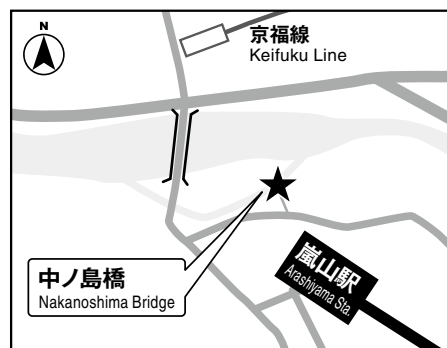 N
京福線
Keifuku Line
中ノ島橋
Nakanoshima Bridge
嵐山駅
Arashiyama Sta.